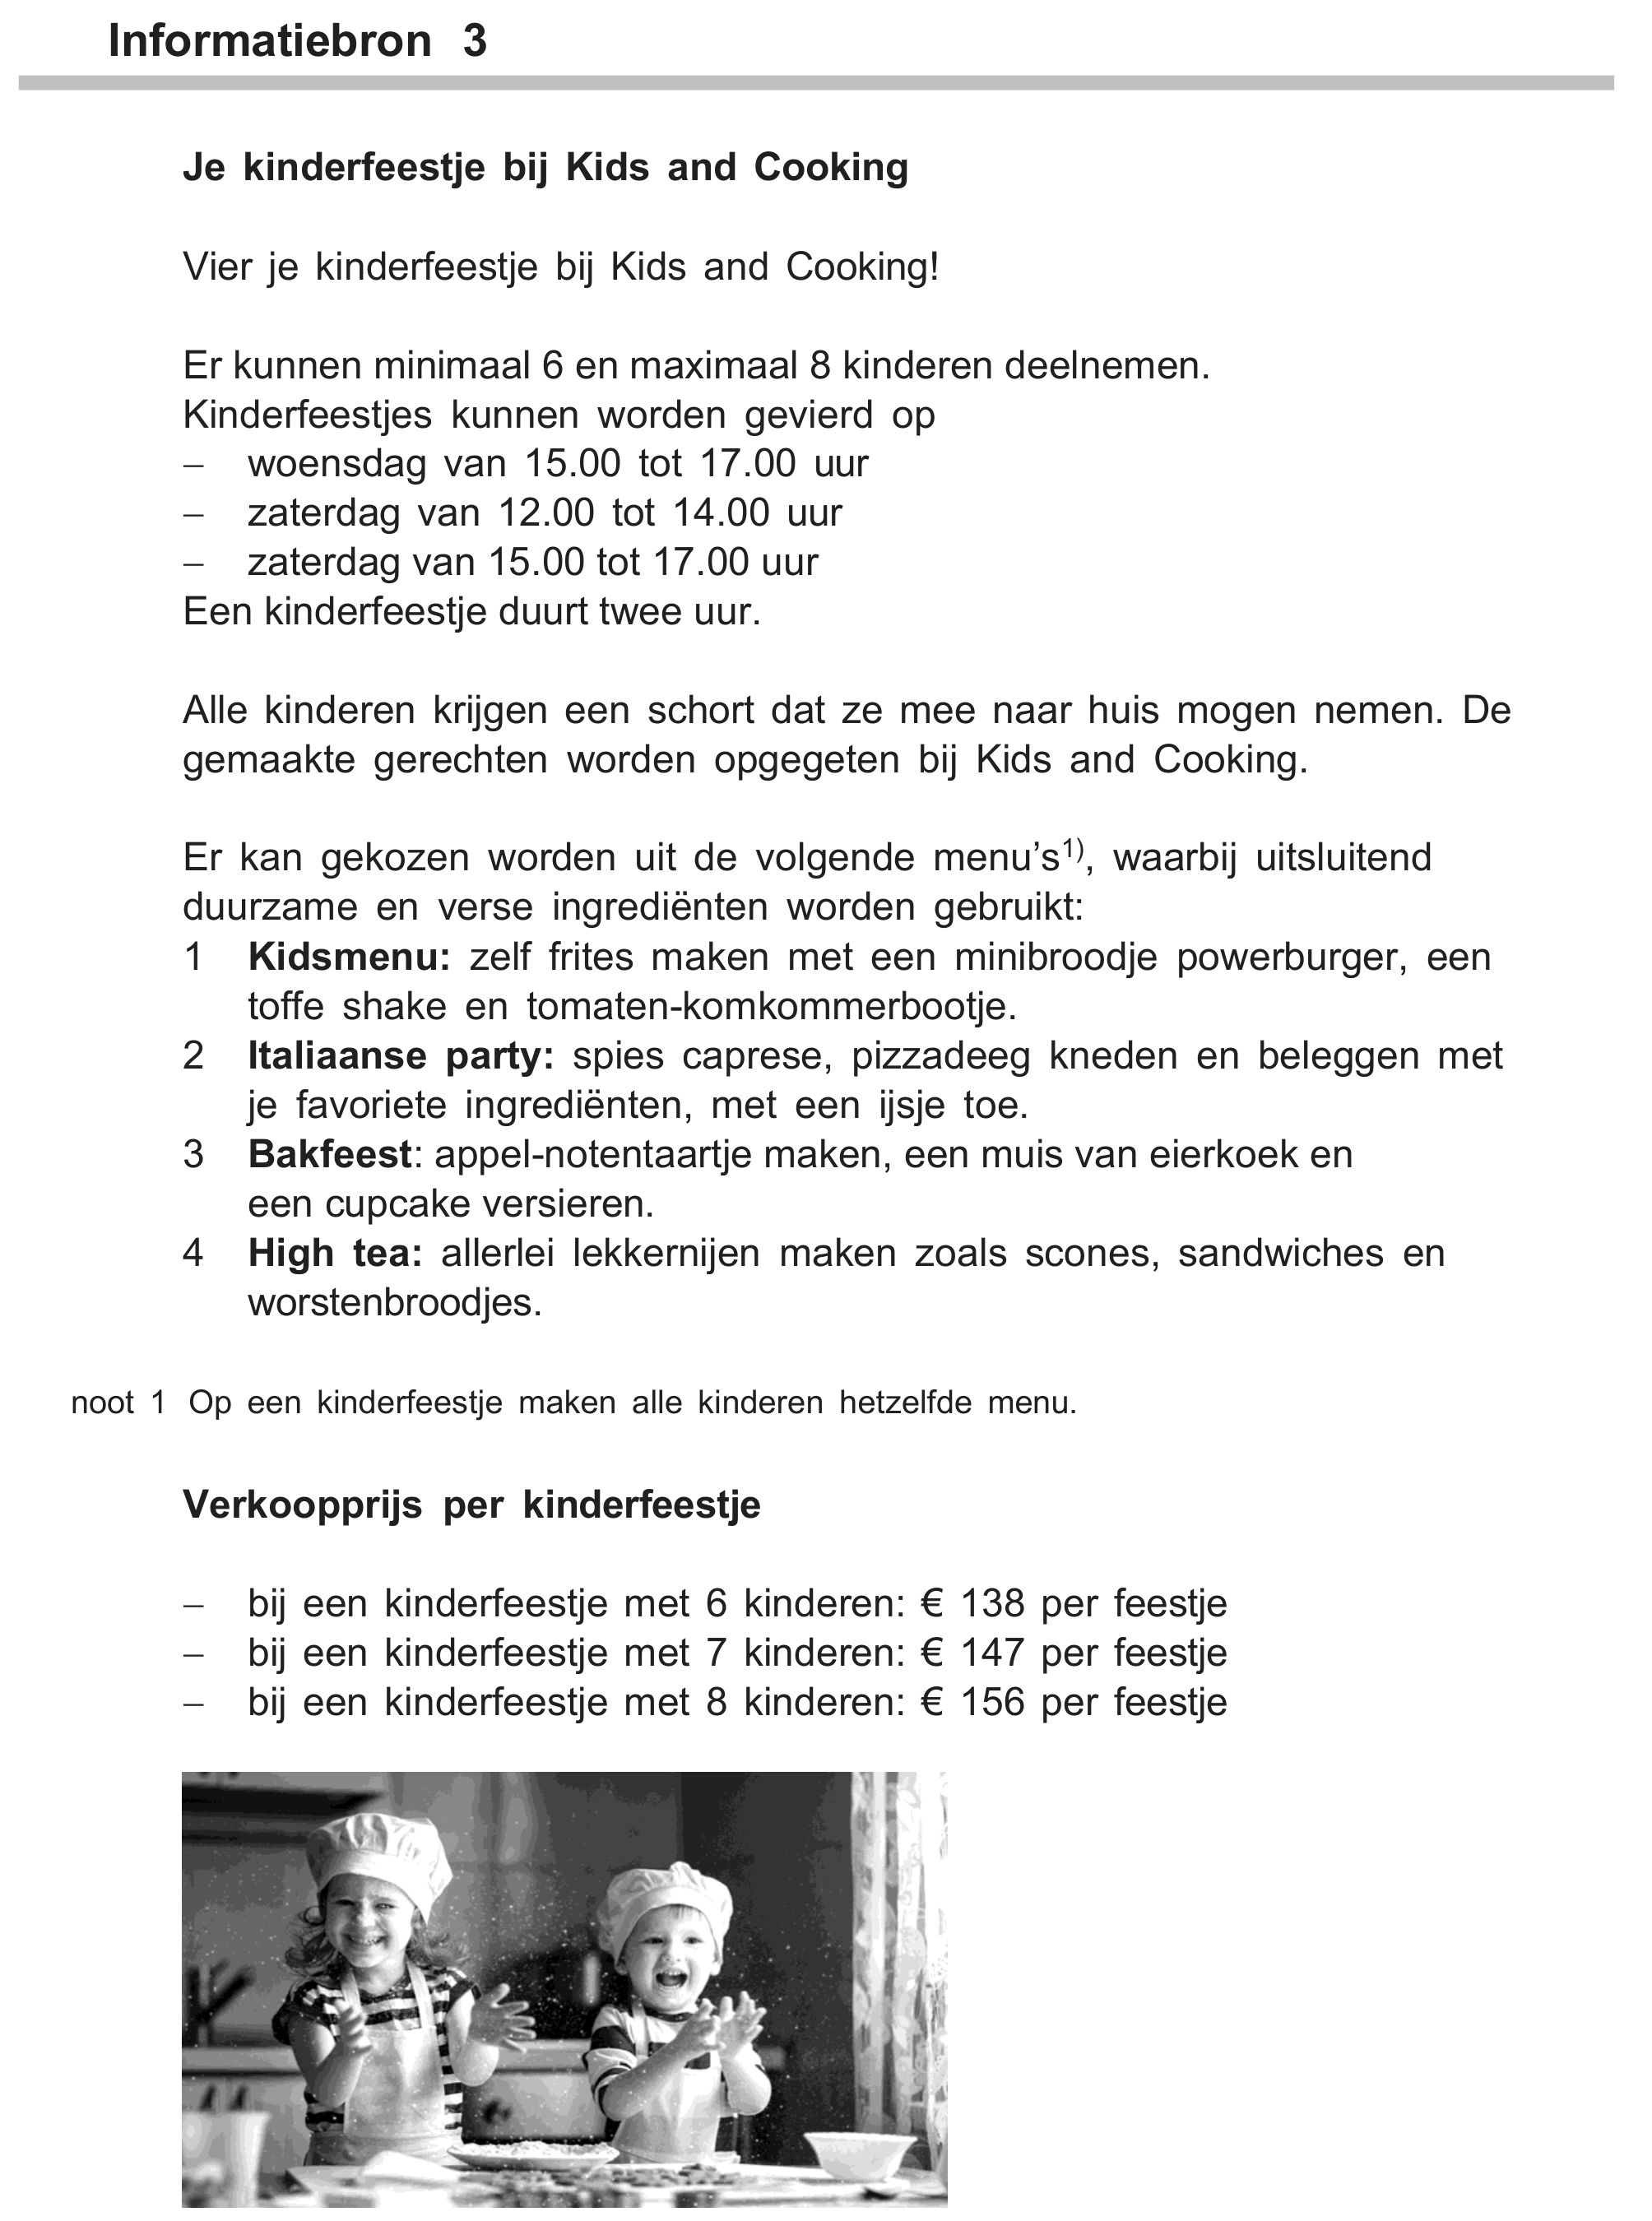 Informatiebron 3
Je kinderfeestje bij Kids and Cooking
Vier je kinderfeestje bij Kids and Cooking!
Er kunnen minimaal 6 en maximaal 8 kinderen deelnemen.
Kinderfeestjes kunnen worden gevierd op
– woensdag van 15.00 tot 17.00 uur
– zaterdag van 12.00 tot 14.00 uur
– zaterdag van 15.00 tot 17.00 uur
Een kinderfeestje duurt twee uur.
Alle kinderen krijgen een schort dat ze mee naar huis mogen nemen. De
gemaakte gerechten worden opgegeten bij Kids and Cooking.
Er kan gekozen worden uit de volgende menu’s1), waarbij uitsluitend
duurzame en verse ingrediënten worden gebruikt:
1 Kidsmenu: zelf frites maken met een minibroodje powerburger, een
toffe shake en tomaten-komkommerbootje.
2 Italiaanse party: spies caprese, pizzadeeg kneden en beleggen met
je favoriete ingrediënten, met een ijsje toe.
3 Bakfeest: appel-notentaartje maken, een muis van eierkoek en
een cupcake versieren.
4 High tea: allerlei lekkernijen maken zoals scones, sandwiches en
worstenbroodjes.
noot 1 Op een kinderfeestje maken alle kinderen hetzelfde menu.
Verkoopprijs per kinderfeestje
– bij een kinderfeestje met 6 kinderen: € 138 per feestje
– bij een kinderfeestje met 7 kinderen: € 147 per feestje
– bij een kinderfeestje met 8 kinderen: € 156 per feestje